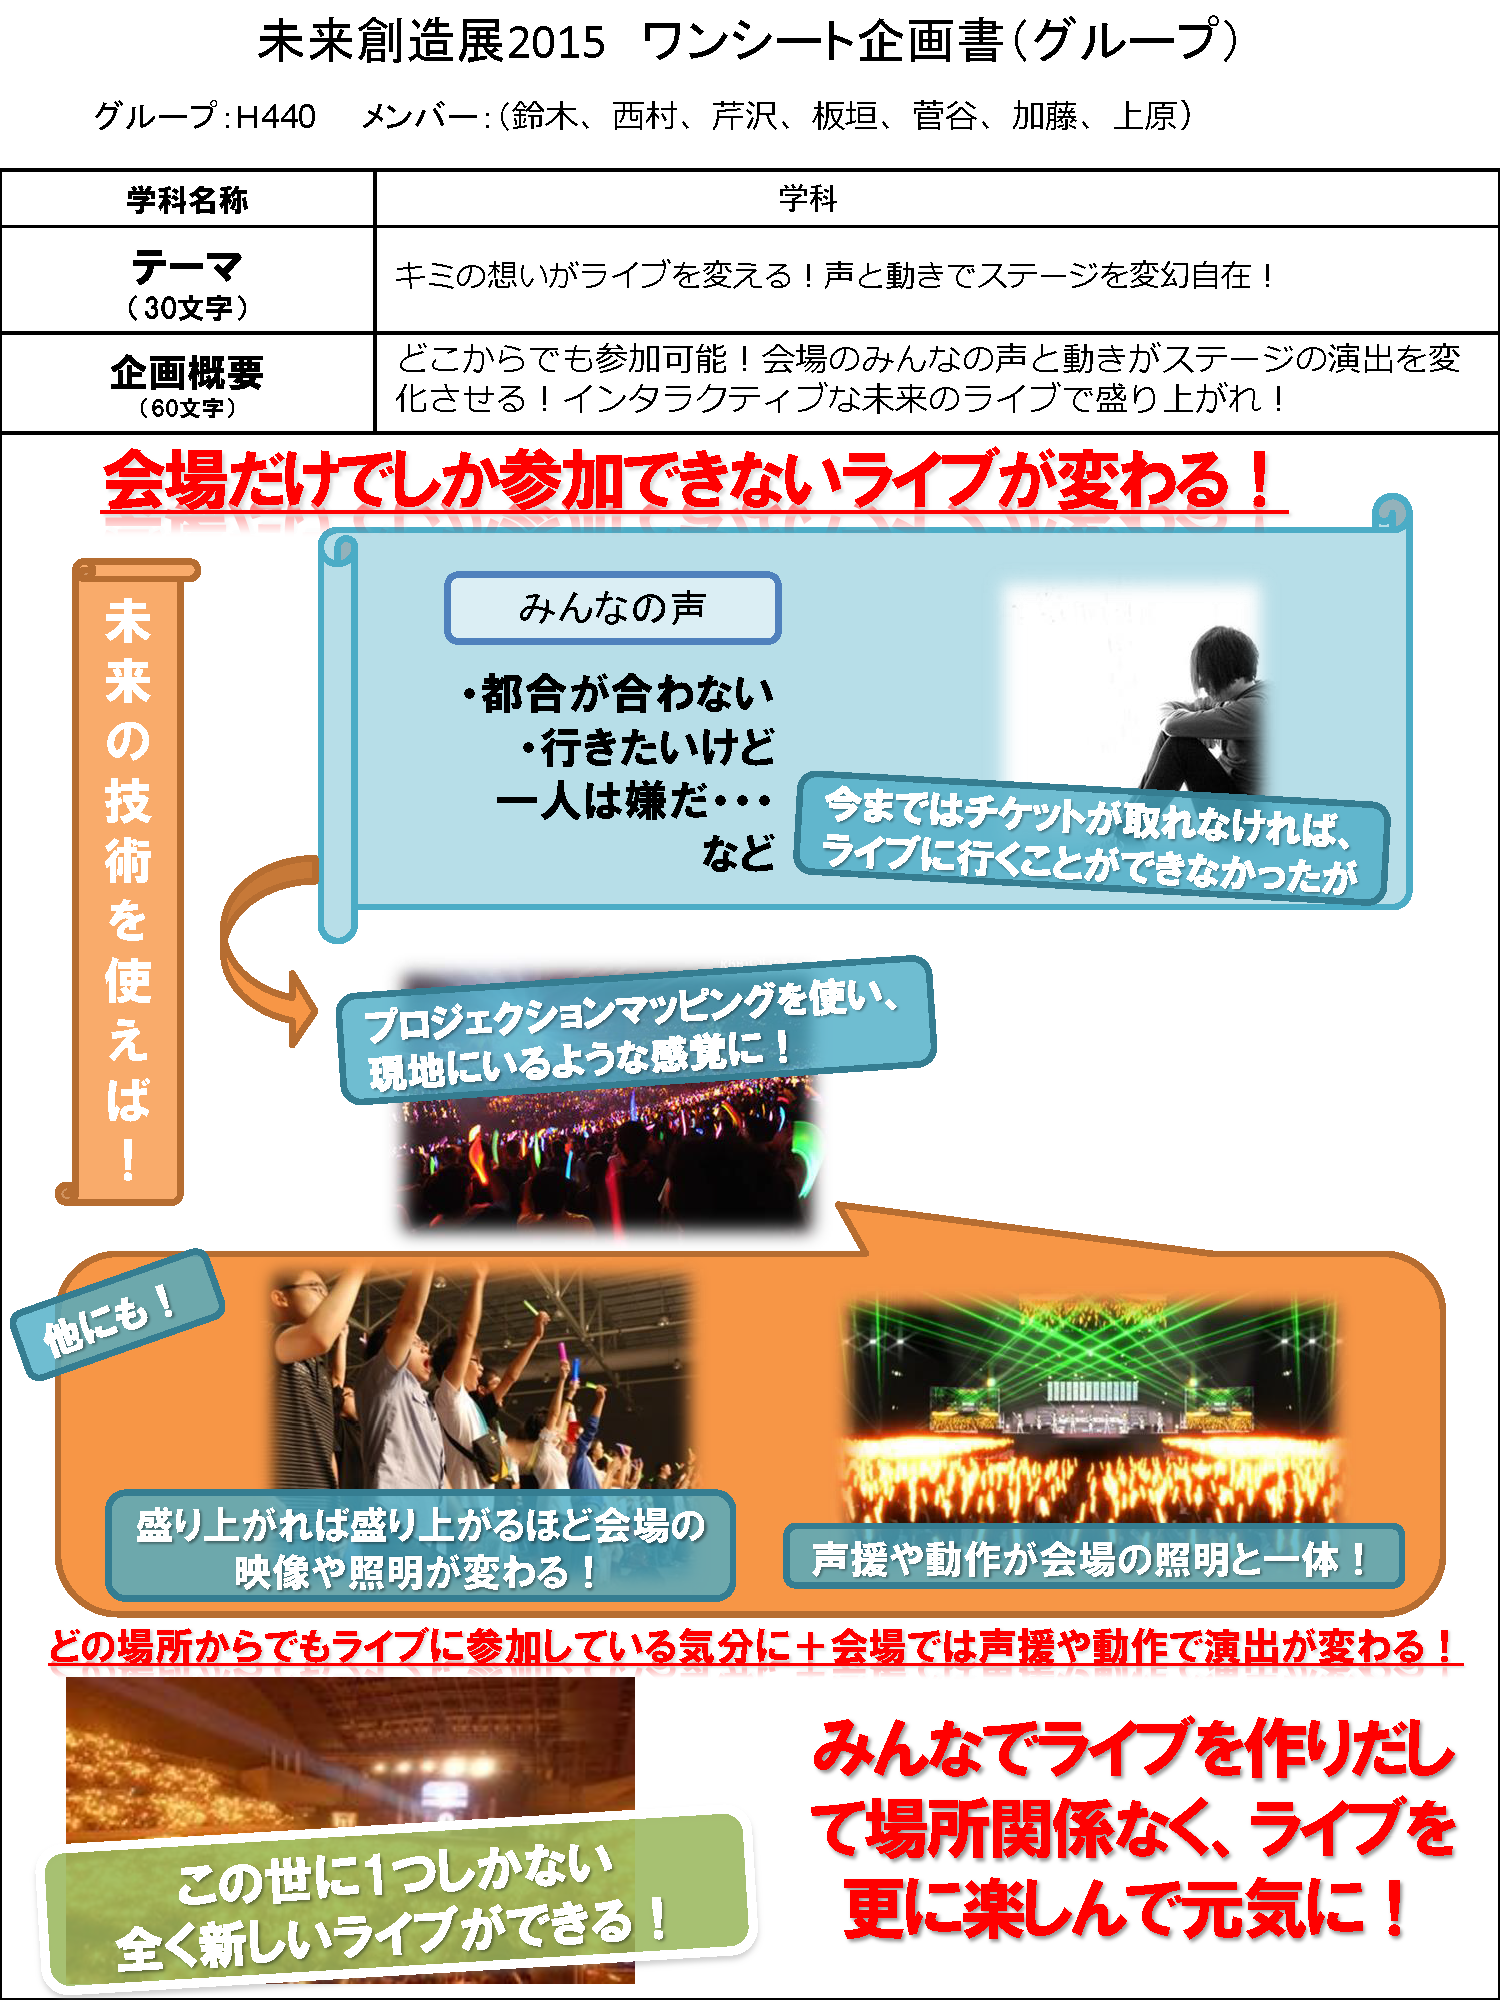 未来創造展2015　ワンシート企画書（グループ）
グループ：H440　メンバー：（鈴木、西村、芹沢、板垣、菅谷、加藤、上原）
学科名称
学科
テーマ
（30文字）
キミの想いがライブを変える！声と動きでステージを変幻自在！
企画概要
（60文字）
どこからでも参加可能！会場のみんなの声と動きがステージの演出を変
化させる！インタラクティブな未来のライブで盛り上がれ！
会場だけでしか参加できないライブが変わる！
未来の技術を使えば！
みんなの声
・都合が合わない
・行きたいけど
一人は嫌だ・・・
など
今まではチケットが取れなければ、
ライブに行くことができなかったが
プロジェクションマッピングを使い、
現地にいるような感覚に！
他にも！
盛り上がれば盛り上がるほど会場の
映像や照明が変わる！
声援や動作が会場の照明と一体！
どの場所からでもライブに参加している気分に＋会場では声援や動作で演出が変わる！
この世に1つしかない
全く新しいライブができる！
みんなでライブを作りだし
て場所関係なく、ライブを
更に楽しんで元気に！